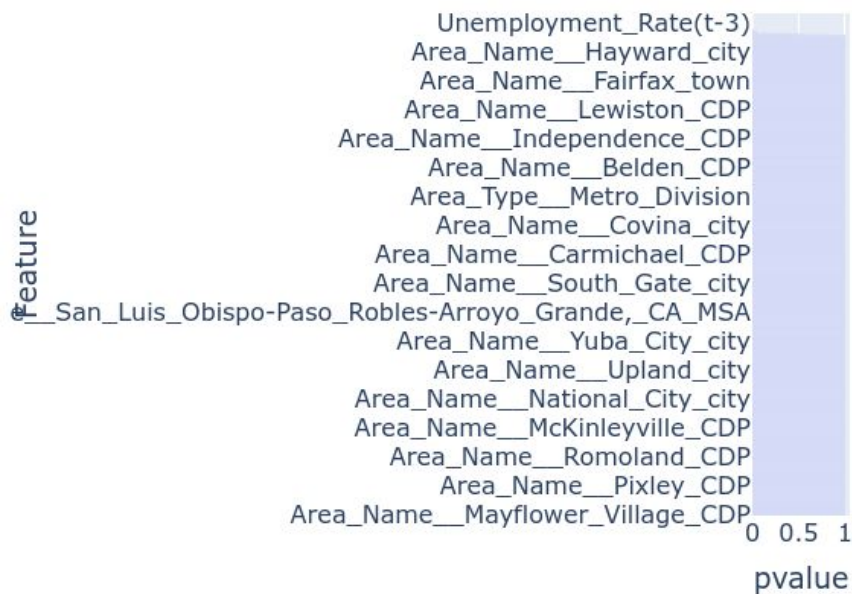 Unemployment_Rate(t-3)
Area_Name__Hayward_city
Area_Name__Fairfax_town
Area_Name__Lewiston_CDP
Area_Name__Independence_CDP
Area_Name__Belden_CDP
Area_Type__Metro_Division
Area_Name__Covina_city
Area_Name__Carmichael_CDP
Area_Name__South_Gate_city
e__San_Luis_Obispo-Paso_Robles-Arroyo_Grande,_CA_MSA
Area_Name__Yuba_City_city
Area_Name__Upland_city
Area_Name__National_City_city
Area_Name__McKinleyville_CDP
Area_Name__Romoland_CDP
Area_Name__Pixley_CDP
Area_Name__Mayflower_Village_CDP
Feature
0 0.5 1
pvalue